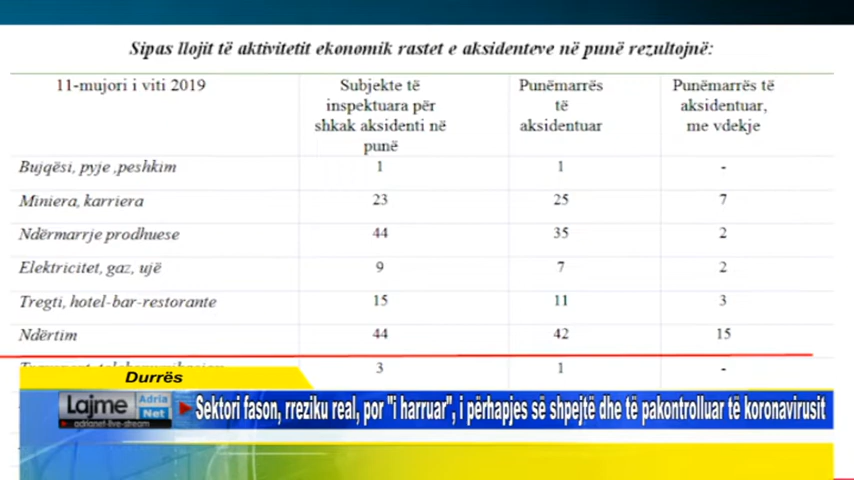 Sipas llojit të aktivitetit ekonomik rastet e aksidenteve në punë rezultojnë:
11-mujori i viti 2019
Subjekte të
inspektuara për
shkak aksidenti në
punë
Punëmarrës
të
aksidentuar
Punëmarrës të
aksidentuar,
me vdekje
Bujqësi, pyje ,peshkim 1 1 -
Miniera, karriera 23 25 7
Ndërmarrje prodhuese 44 35 2
Elektricitet, gaz, ujë 9 7 2
Tregti, hotel-bar-restorante 15 11 3
Ndërtim 44 42 15
3 1 -
Durrës
Lajme Adria
Net
adrianet-live-stream
Sektori fason, rreziku real, por "i harruar", i përhapjes së shpejtë dhe të pakontrolluar të koronavirusit